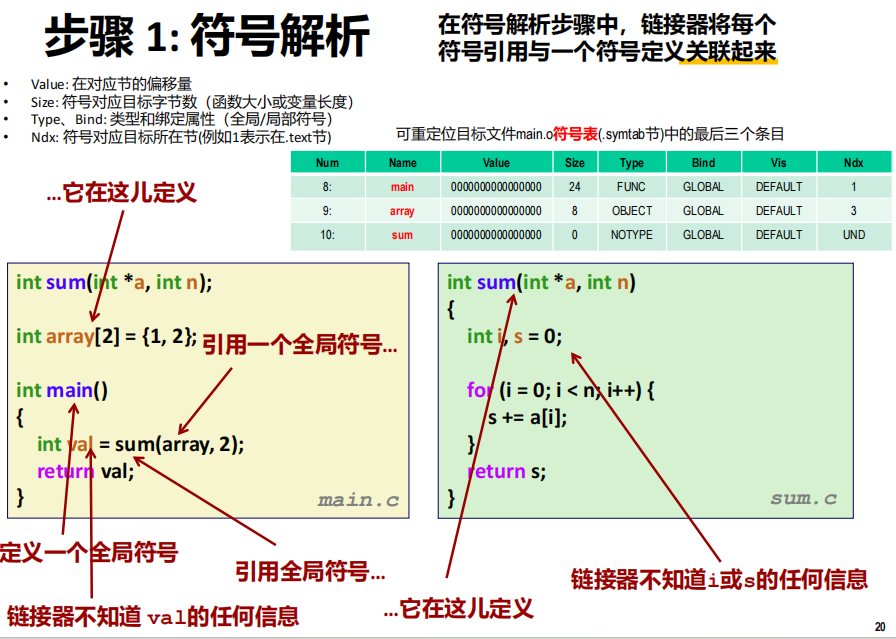 步骤 1: 符号解析
在符号解析步骤中，链接器将每个
符号引用与一个符号定义关联起来
• Value: 在对应节的偏移量
• Size: 符号对应目标字节数（函数大小或变量长度）
• Type、Bind: 类型和绑定属性（全局/局部符号）
• Ndx: 符号对应目标所在节(例如1表示在.text节)
可重定位目标文件main.o符号表(.symtab节)中的最后三个条目
Num Name Value Size Type Bind Vis Ndx
8: main 0000000000000000 24 FUNC GLOBAL DEFAULT 1
9: array 0000000000000000 8 OBJECT GLOBAL DEFAULT 3
10: sum 0000000000000000 0 NOTYPE GLOBAL DEFAULT UND
...它在这儿定义
int sum(int *a, int n);
int array[2] = {1, 2};
引用一个全局符号...
int main()
{
int val = sum(array, 2);
return val;
}
main.c
int sum(int *a, int n)
{
int i, s = 0;
for (i = 0; i < n; i++) {
s += a[i];
}
return s;
}
sum.c
定义一个全局符号
引用全局符号...
链接器不知道i或s的任何信息
链接器不知道 val的任何信息
...它在这儿定义
20